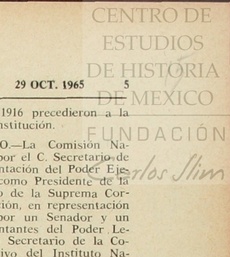 CENTRO DE
ESTUDIOS
DE HISTORIA
DE MEXICO
FUNDACIÓN
Carlos Slim
29 OCT. 1965 5
1916 precedieron a la
nstitución.
O.—La Comisión Na-
por el C. Secretario de
ntación del Poder Eje-
como Presidente de la
o de la Suprema Cor-
ción, en representación
por un Senador y un
ntantes del Poder Le-
Secretario de la Co-
ivo del Instituto Na-